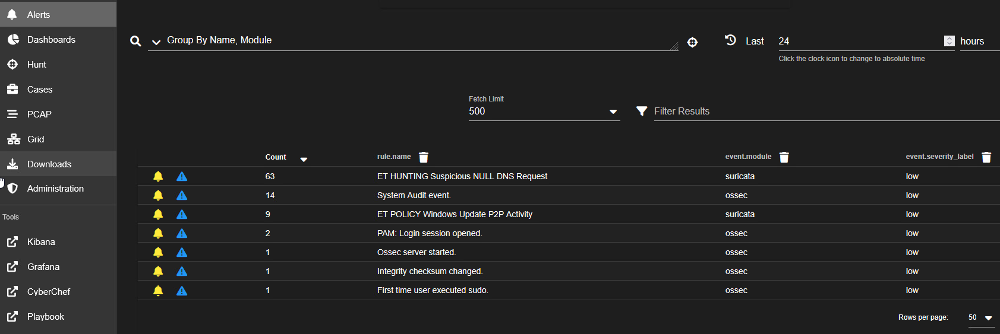 Alerts
Dashboards
Hunt
Cases
PCAP
Grid
Downloads
Administration
Tools
Kibana
Grafana
CyberChef
Playbook
Group By Name, Module
Last 24 hours
Click the clock icon to change to absolute time
Fetch Limit
500
Filter Results
Count rule.name event.module event.severity_label
63 ET HUNTING Suspicious NULL DNS Request suricata low
14 System Audit event. ossec low
9 ET POLICY Windows Update P2P Activity suricata low
2 PAM: Login session opened. ossec low
1 Ossec server started. ossec low
1 Integrity checksum changed. ossec low
1 First time user executed sudo. ossec low
Rows per page: 50